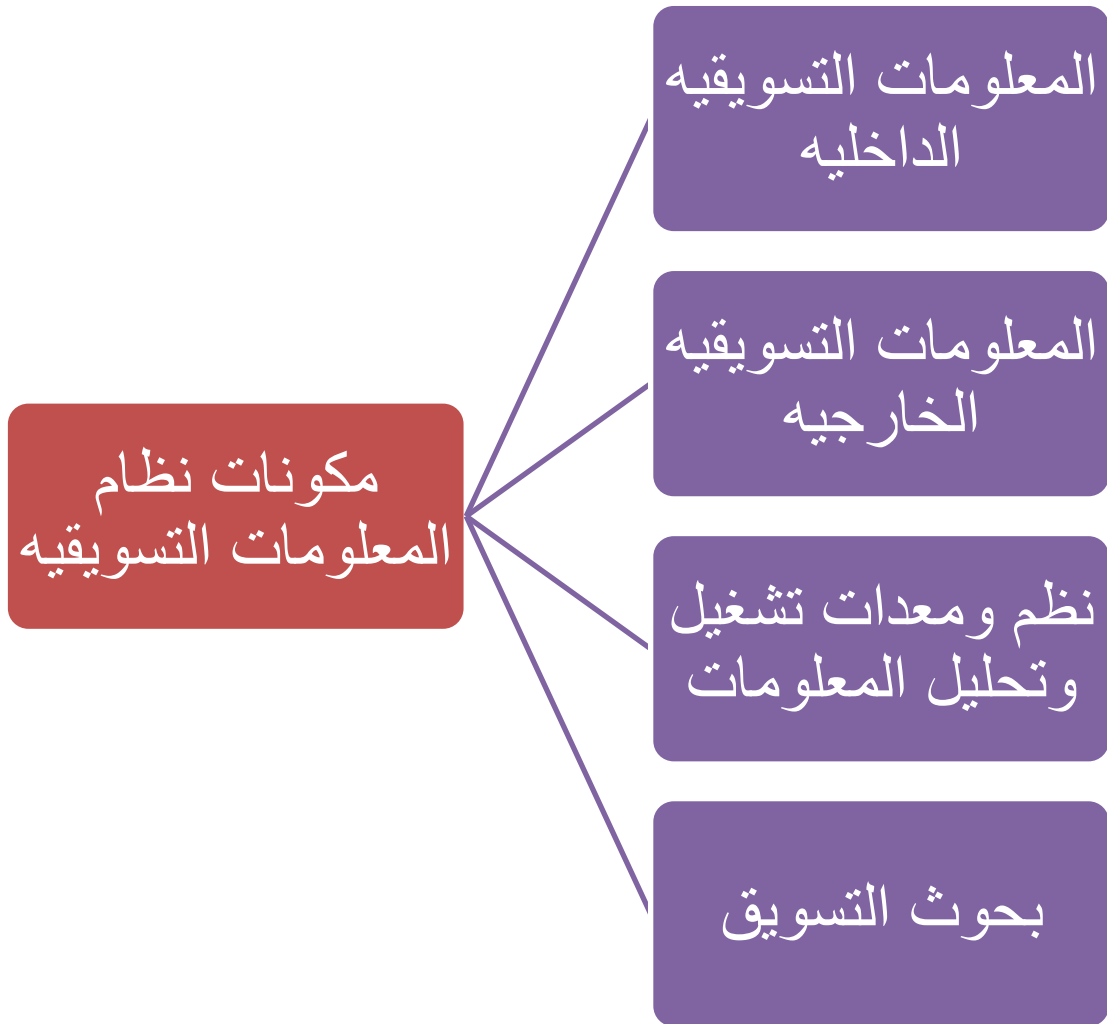 المعلومات التسويقيه
الداخليه
المعلومات التسويقيه
الخارجيه
مكونات نظام
المعلومات التسويقيه
نظم ومعدات تشغيل
وتحليل المعلومات
بحوث التسويق